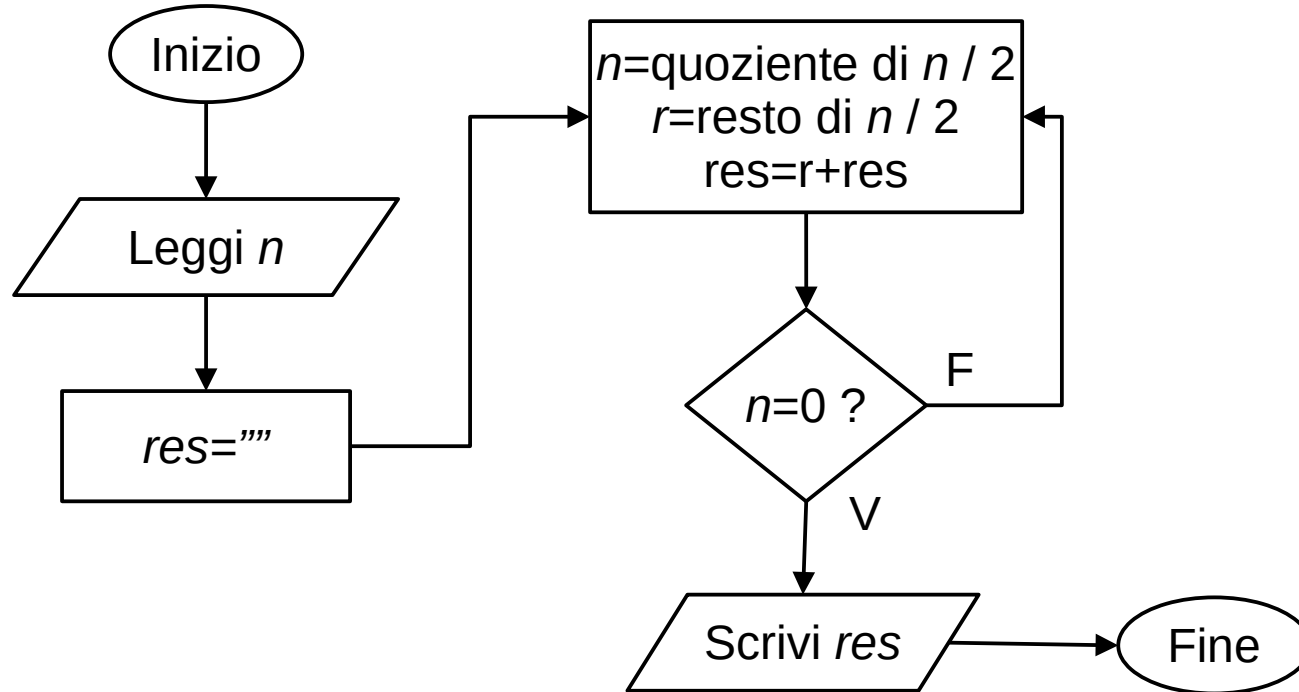 Inizio
Leggi n
res=””
n=quoziente di n / 2
r=resto di n / 2
res=r+res
n=0 ?
F
V
Scrivi res
Fine